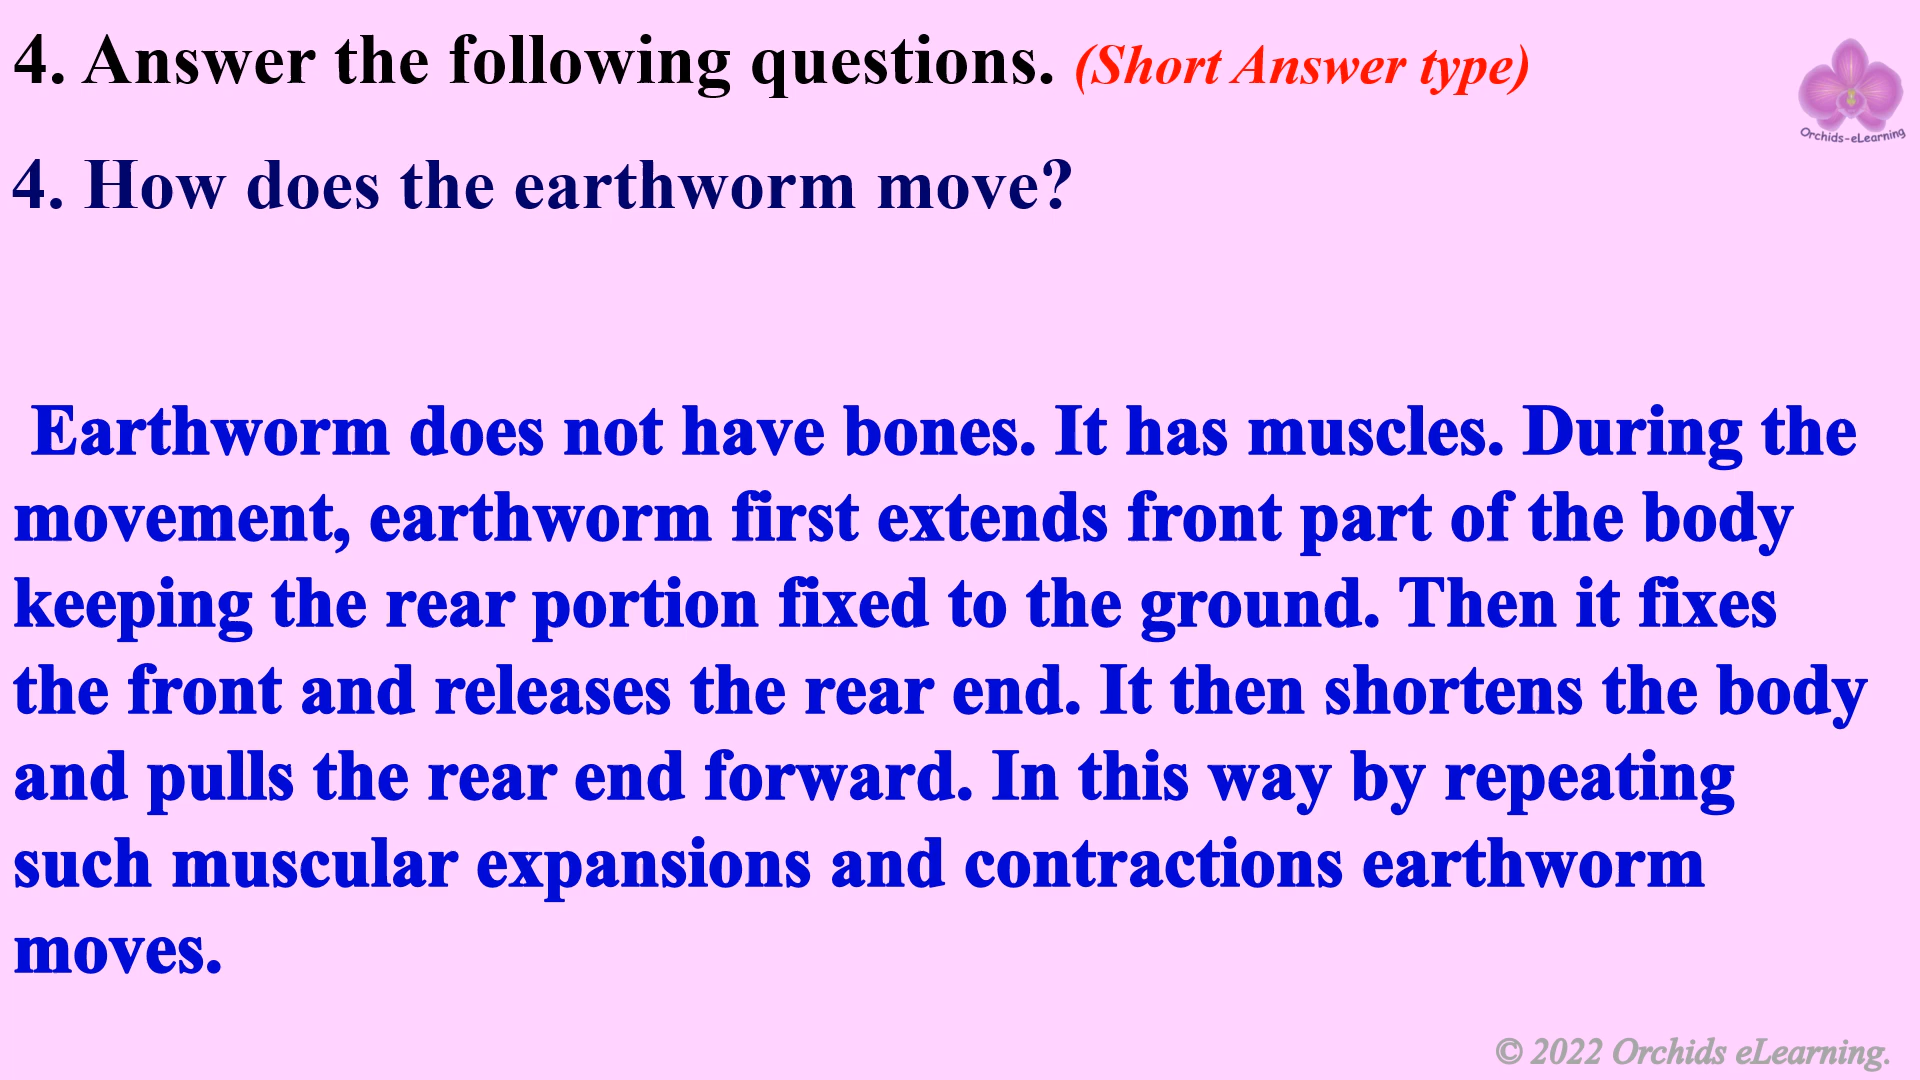 4. Answer the following questions. (Short Answer type)
Orchids-eLearning
4. How does the earthworm move?
Earthworm does not have bones. It has muscles. During the
movement, earthworm first extends front part of the body
keeping the rear portion fixed to the ground. Then it fixes
the front and releases the rear end. It then shortens the body
and pulls the rear end forward. In this way by repeating
such muscular expansions and contractions earthworm
moves.
© 2022 Orchids eLearning.